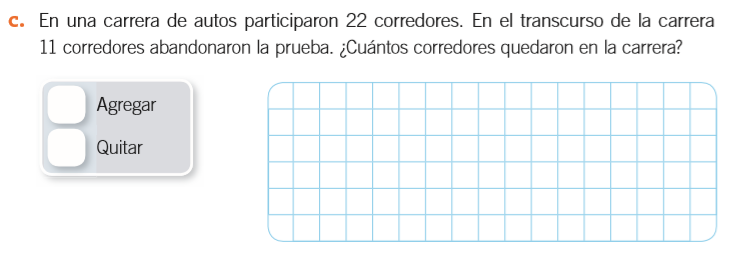 c. En una carrera de autos participaron 22 corredores. En el transcurso de la carrera
11 corredores abandonaron la prueba. ¿Cuántos corredores quedaron en la carrera?
Agregar
Quitar